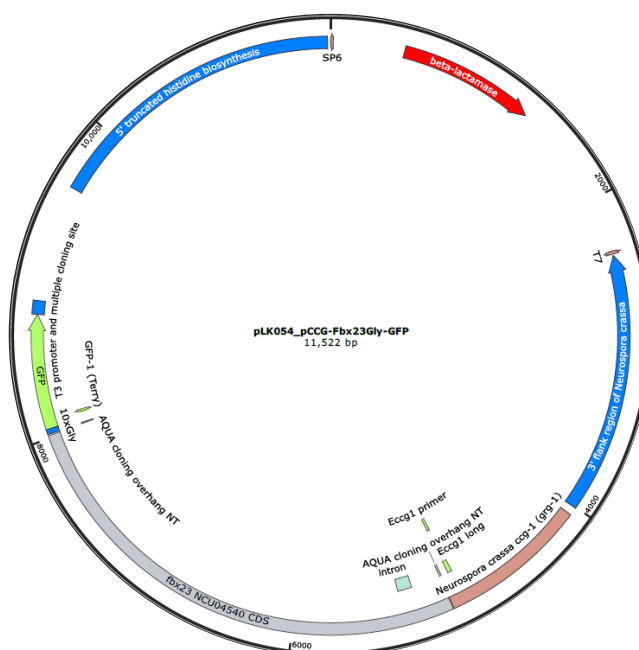 SP6
beta-lactamase
2000
T7
3' flank region of Neurospora crassa
4000
Neurospora crassa ccg-1 (grg-1)
Eccg1 primer
AQUA cloning overhang NT
Eccg1 long
intron
6000
fbx23 NCU04540 CDS
8000
10xGly
AQUA cloning overhang NT
GFP-1 (Terry)
GFP
T3 promoter and multiple cloning site
10,000
5' truncated histidine biosynthesis
pLK054_pCCG-Fbx23Gly-GFP
11,522 bp